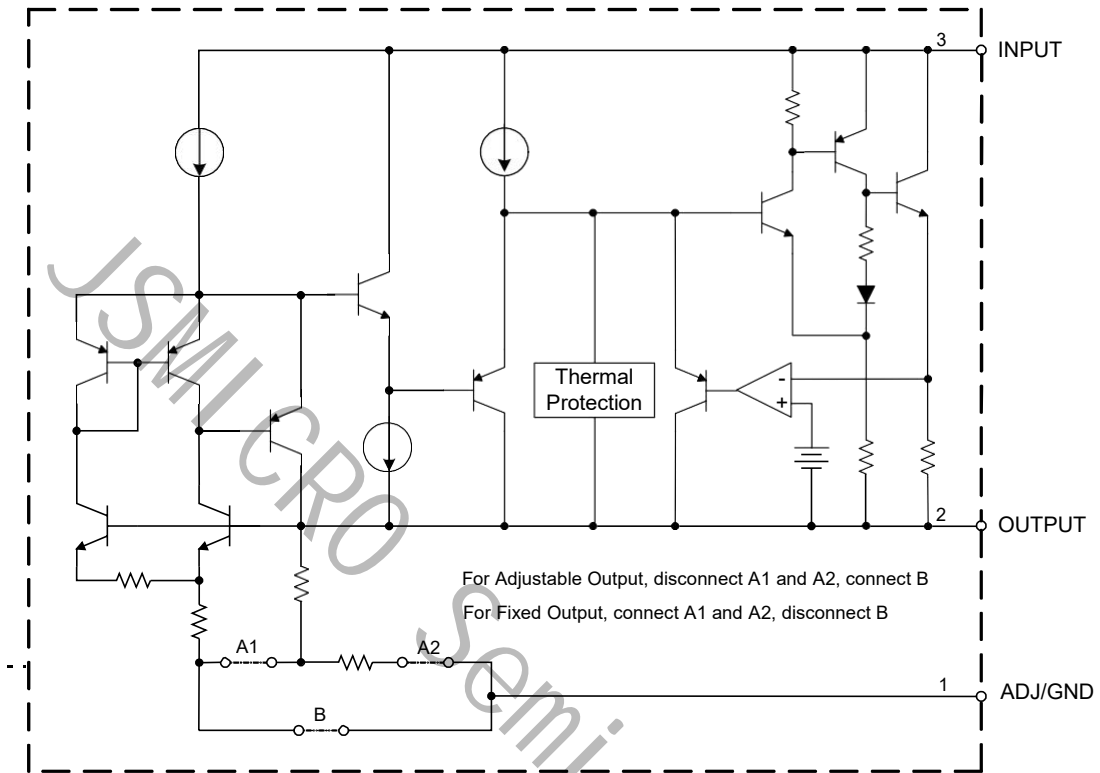 3
INPUT
Thermal
Protection
-
+
2
OUTPUT
For Adjustable Output, disconnect A1 and A2, connect B
For Fixed Output, connect A1 and A2, disconnect B
A1
A2
1
ADJ/GND
B
JSMICRO
Semi